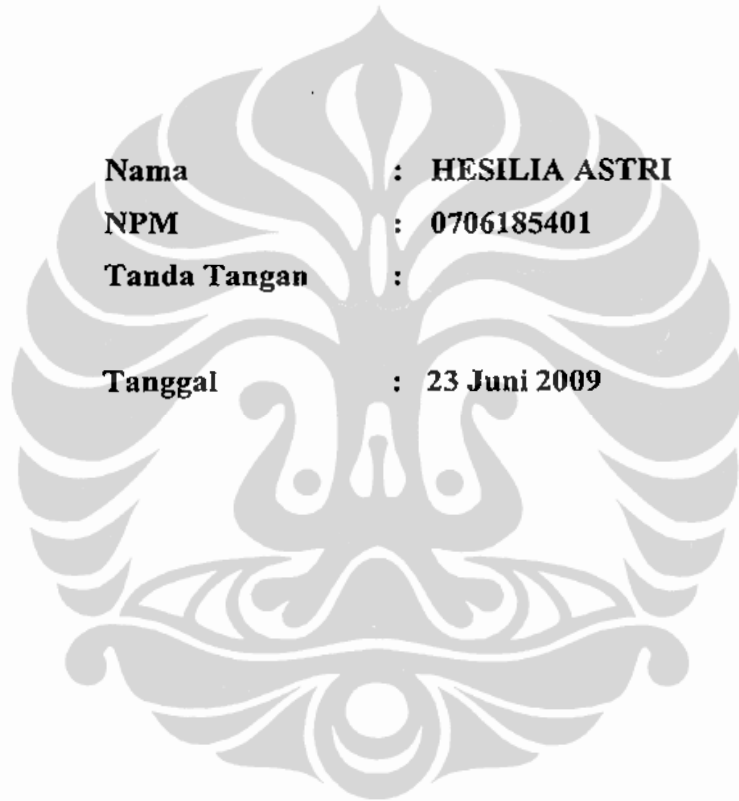 Nama : HESILIA ASTRI
NPM : 0706185401
Tanda Tangan :
Tanggal : 23 Juni 2009